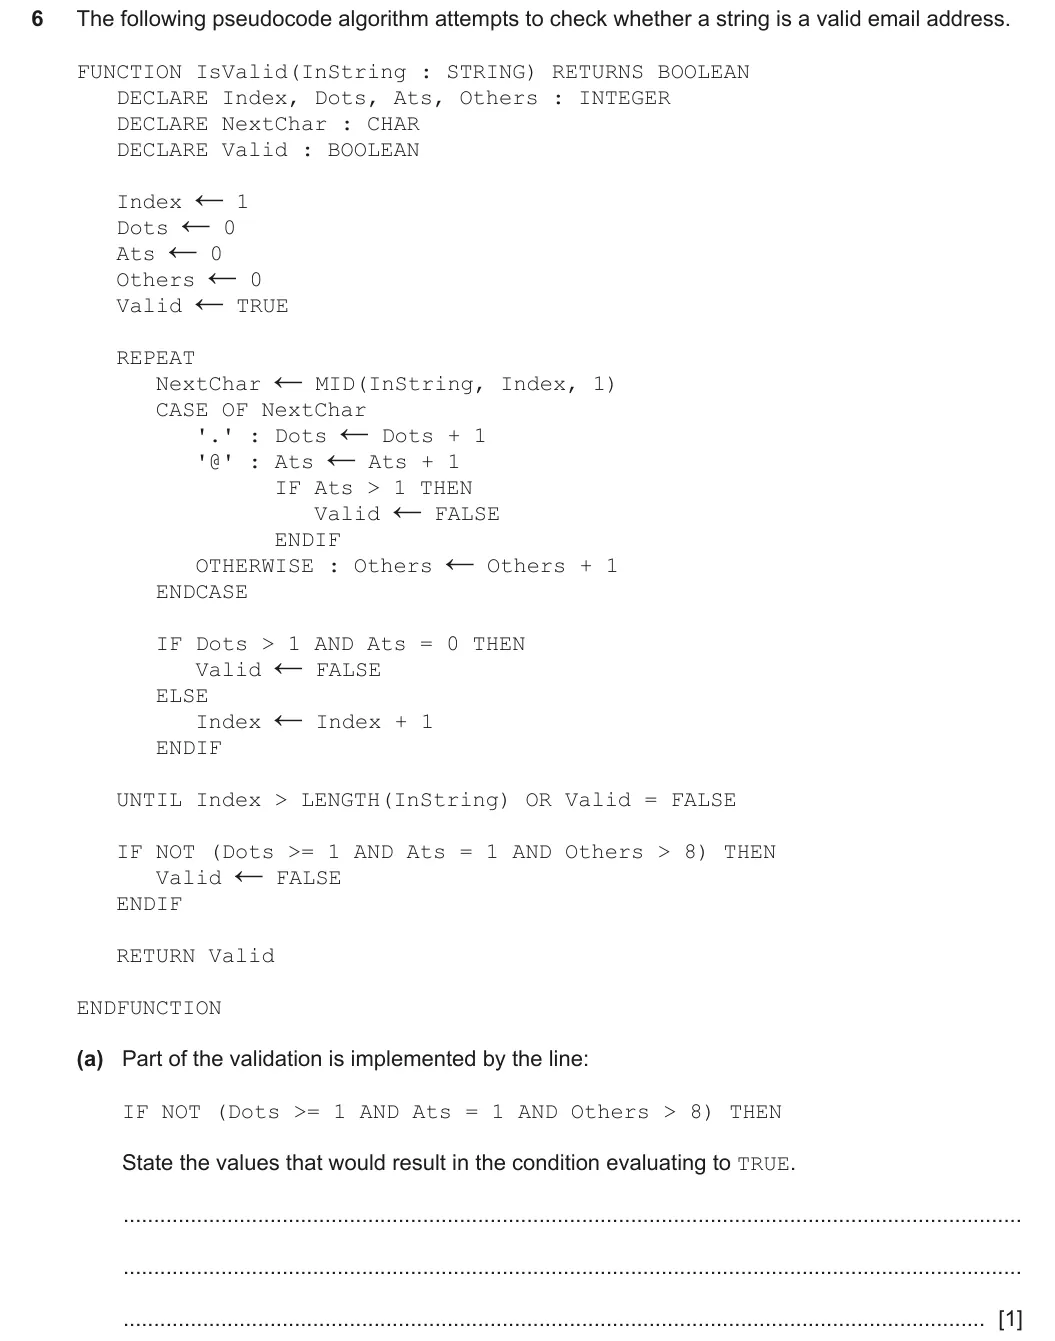 6 The following pseudocode algorithm attempts to check whether a string is a valid email address.
FUNCTION IsValid(InString : STRING) RETURNS BOOLEAN
DECLARE Index, Dots, Ats, Others : INTEGER
DECLARE NextChar : CHAR
DECLARE Valid : BOOLEAN
Index ← 1
Dots ← 0
Ats ← 0
Others ← 0
Valid ← TRUE
REPEAT
NextChar ← MID(InString, Index, 1)
CASE OF NextChar
'.' : Dots ← Dots + 1
'@' : Ats ← Ats + 1
IF Ats > 1 THEN
Valid ← FALSE
ENDIF
OTHERWISE : Others ← Others + 1
ENDCASE
IF Dots > 1 AND Ats = 0 THEN
Valid ← FALSE
ELSE
Index ← Index + 1
ENDIF
UNTIL Index > LENGTH(InString) OR Valid = FALSE
IF NOT (Dots >= 1 AND Ats = 1 AND Others > 8) THEN
Valid ← FALSE
ENDIF
RETURN Valid
ENDFUNCTION
(a) Part of the validation is implemented by the line:
IF NOT (Dots >= 1 AND Ats = 1 AND Others > 8) THEN
State the values that would result in the condition evaluating to TRUE.
[1]